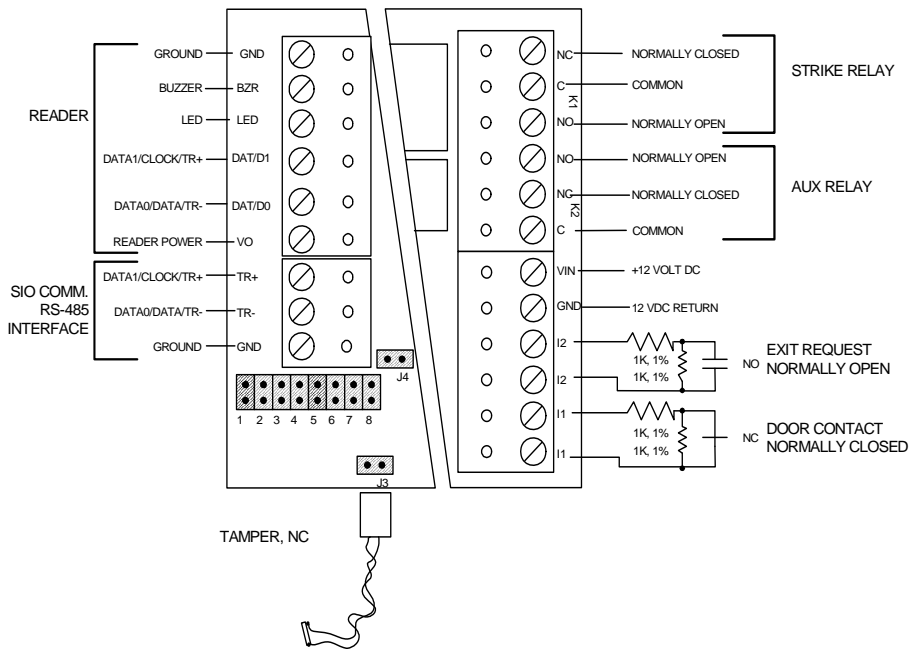 READER
GROUND
GND
BUZZER
BZR
LED
LED
DATA1/CLOCK/TR+
DAT/D1
DATA0/DATA/TR-
DAT/D0
READER POWER
VO
SIO COMM.
RS-485
INTERFACE
DATA1/CLOCK/TR+
TR+
DATA0/DATA/TR-
TR-
GROUND
GND
J4
1 2 3 4 5 6 7 8
J3
TAMPER, NC
NC
NORMALLY CLOSED
C
COMMON
K1
NO
NORMALLY OPEN
STRIKE RELAY
NO
NORMALLY OPEN
NC
NORMALLY CLOSED
K2
C
COMMON
AUX RELAY
VIN
+12 VOLT DC
GND
12 VDC RETURN
I2
1K, 1%
1K, 1%
I2
NO
EXIT REQUEST
NORMALLY OPEN
I1
1K, 1%
1K, 1%
I1
NC
DOOR CONTACT
NORMALLY CLOSED